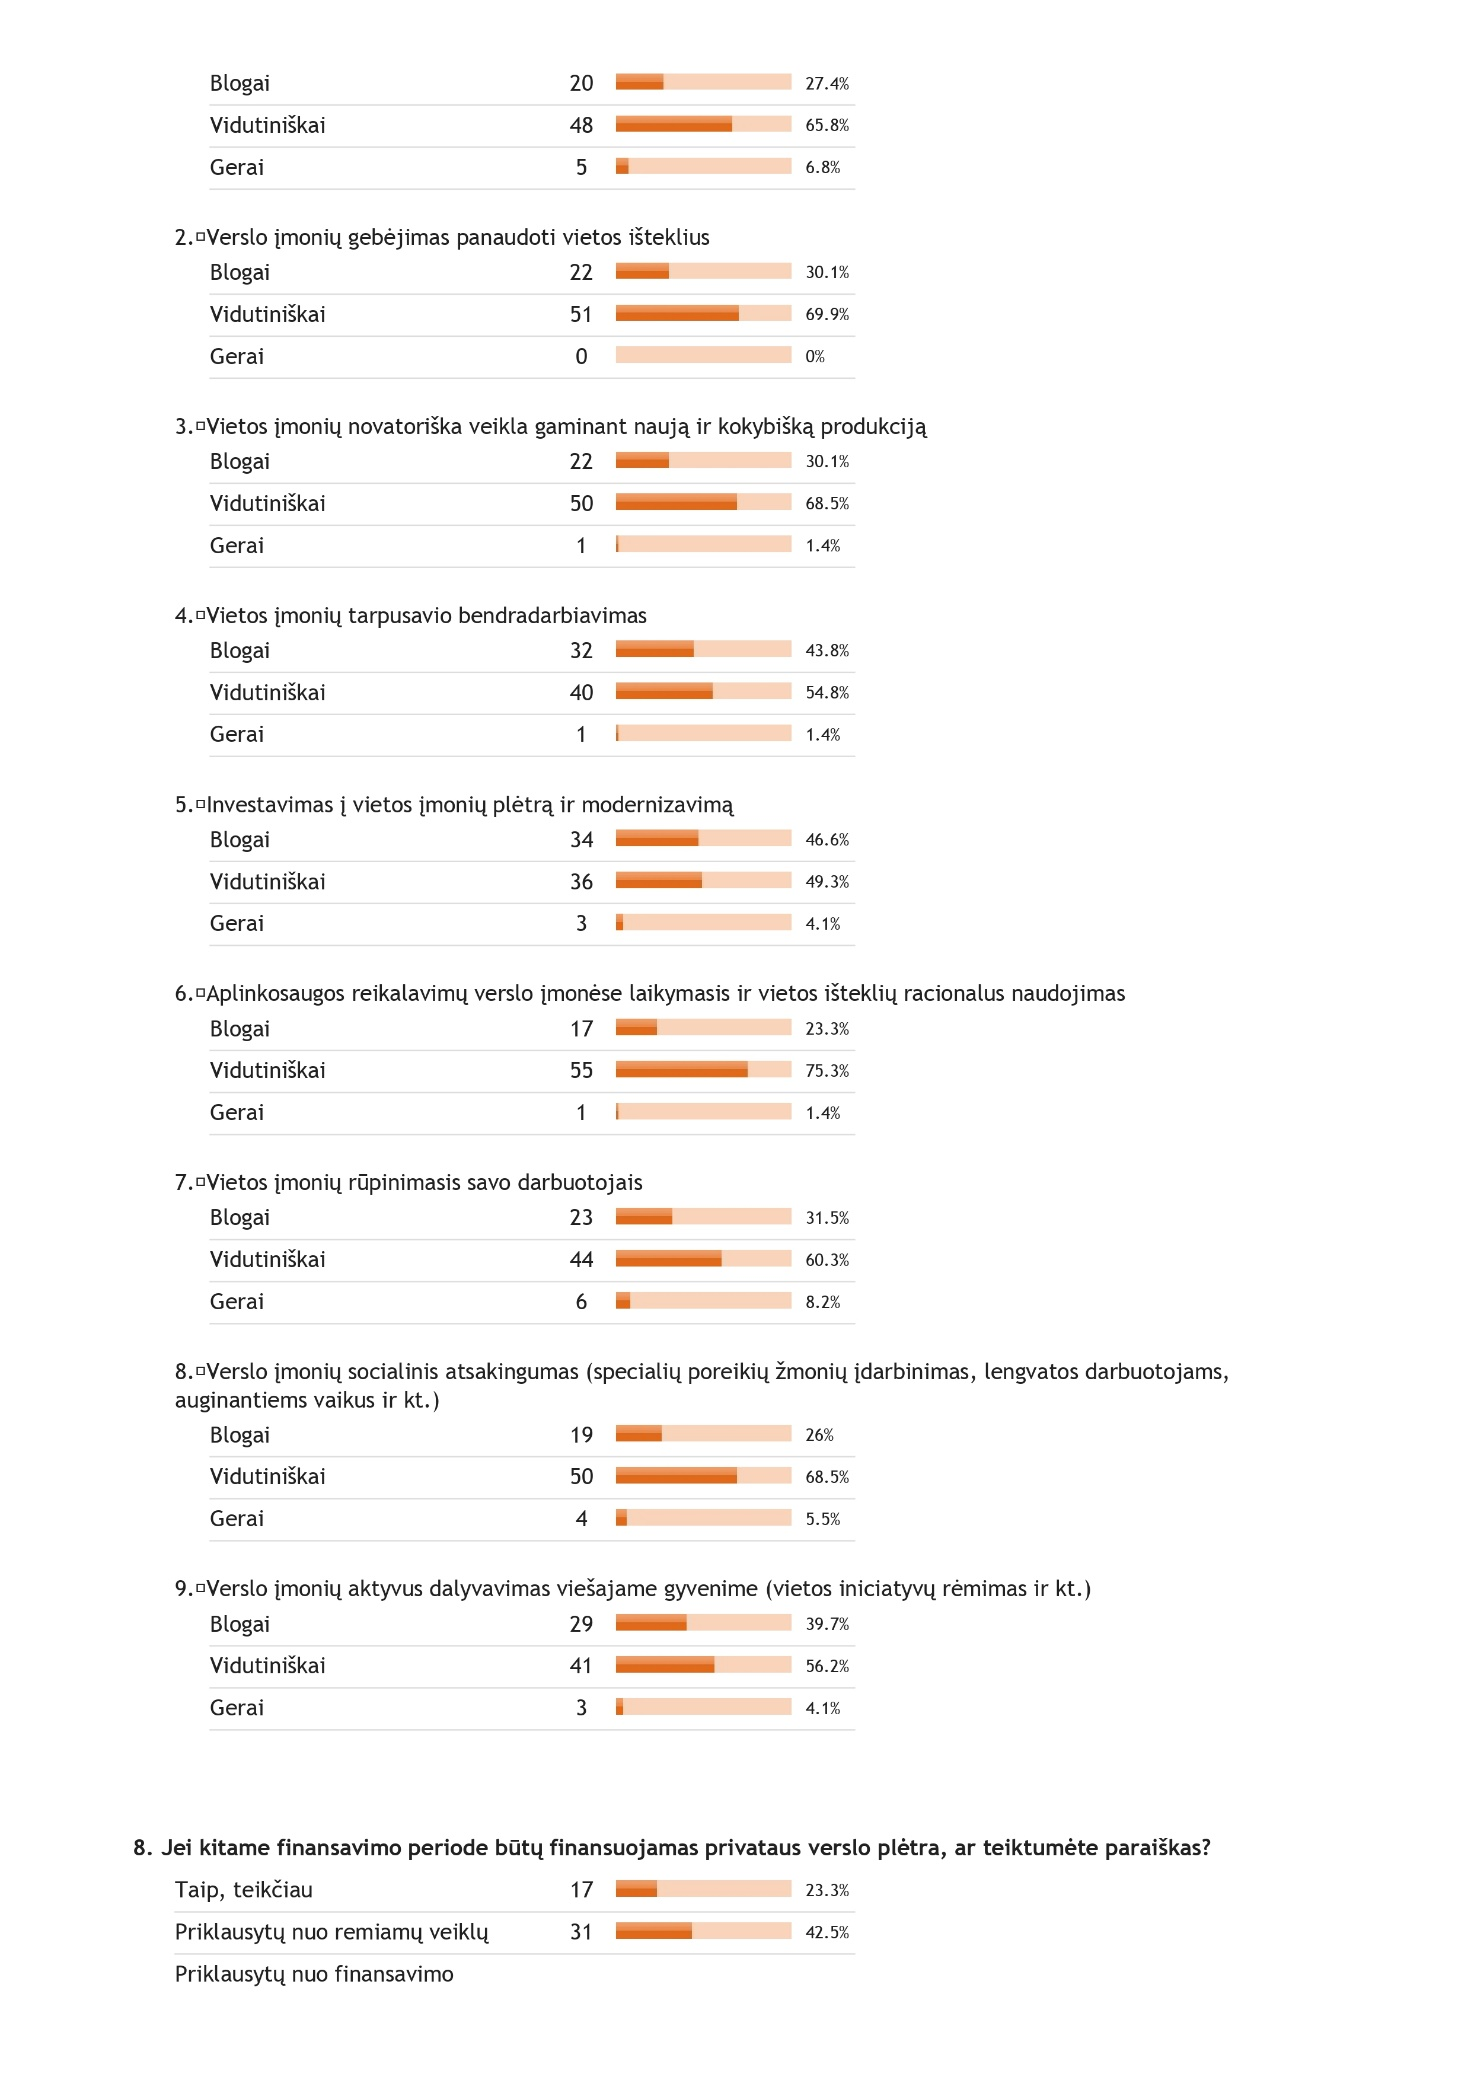 Blogai 20 27.4%
Vidutiniškai 48 65.8%
Gerai 5 6.8%
2.□Verslo įmonių gebėjimas panaudoti vietos išteklius
Blogai 22 30.1%
Vidutiniškai 51 69.9%
Gerai 0 0%
3.□Vietos įmonių novatoriška veikla gaminant naują ir kokybišką produkciją
Blogai 22 30.1%
Vidutiniškai 50 68.5%
Gerai 1 1.4%
4.□Vietos įmonių tarpusavio bendradarbiavimas
Blogai 32 43.8%
Vidutiniškai 40 54.8%
Gerai 1 1.4%
5.□Investavimas į vietos įmonių plėtrą ir modernizavimą
Blogai 34 46.6%
Vidutiniškai 36 49.3%
Gerai 3 4.1%
6.□Aplinkosaugos reikalavimų verslo įmonėse laikymasis ir vietos išteklių racionalus naudojimas
Blogai 17 23.3%
Vidutiniškai 55 75.3%
Gerai 1 1.4%
7.□Vietos įmonių rūpinimasis savo darbuotojais
Blogai 23 31.5%
Vidutiniškai 44 60.3%
Gerai 6 8.2%
8.□Verslo įmonių socialinis atsakingumas (specialių poreikių žmonių įdarbinimas, lengvatos darbuotojams,
auginantiems vaikus ir kt.)
Blogai 19 26%
Vidutiniškai 50 68.5%
Gerai 4 5.5%
9.□Verslo įmonių aktyvus dalyvavimas viešajame gyvenime (vietos iniciatyvų rėmimas ir kt.)
Blogai 29 39.7%
Vidutiniškai 41 56.2%
Gerai 3 4.1%
8. Jei kitame finansavimo periode būtų finansuojamas privataus verslo plėtra, ar teiktumėte paraiškas?
Taip, teikčiau 17 23.3%
Priklausytų nuo remiamų veiklų 31 42.5%
Priklausytų nuo finansavimo